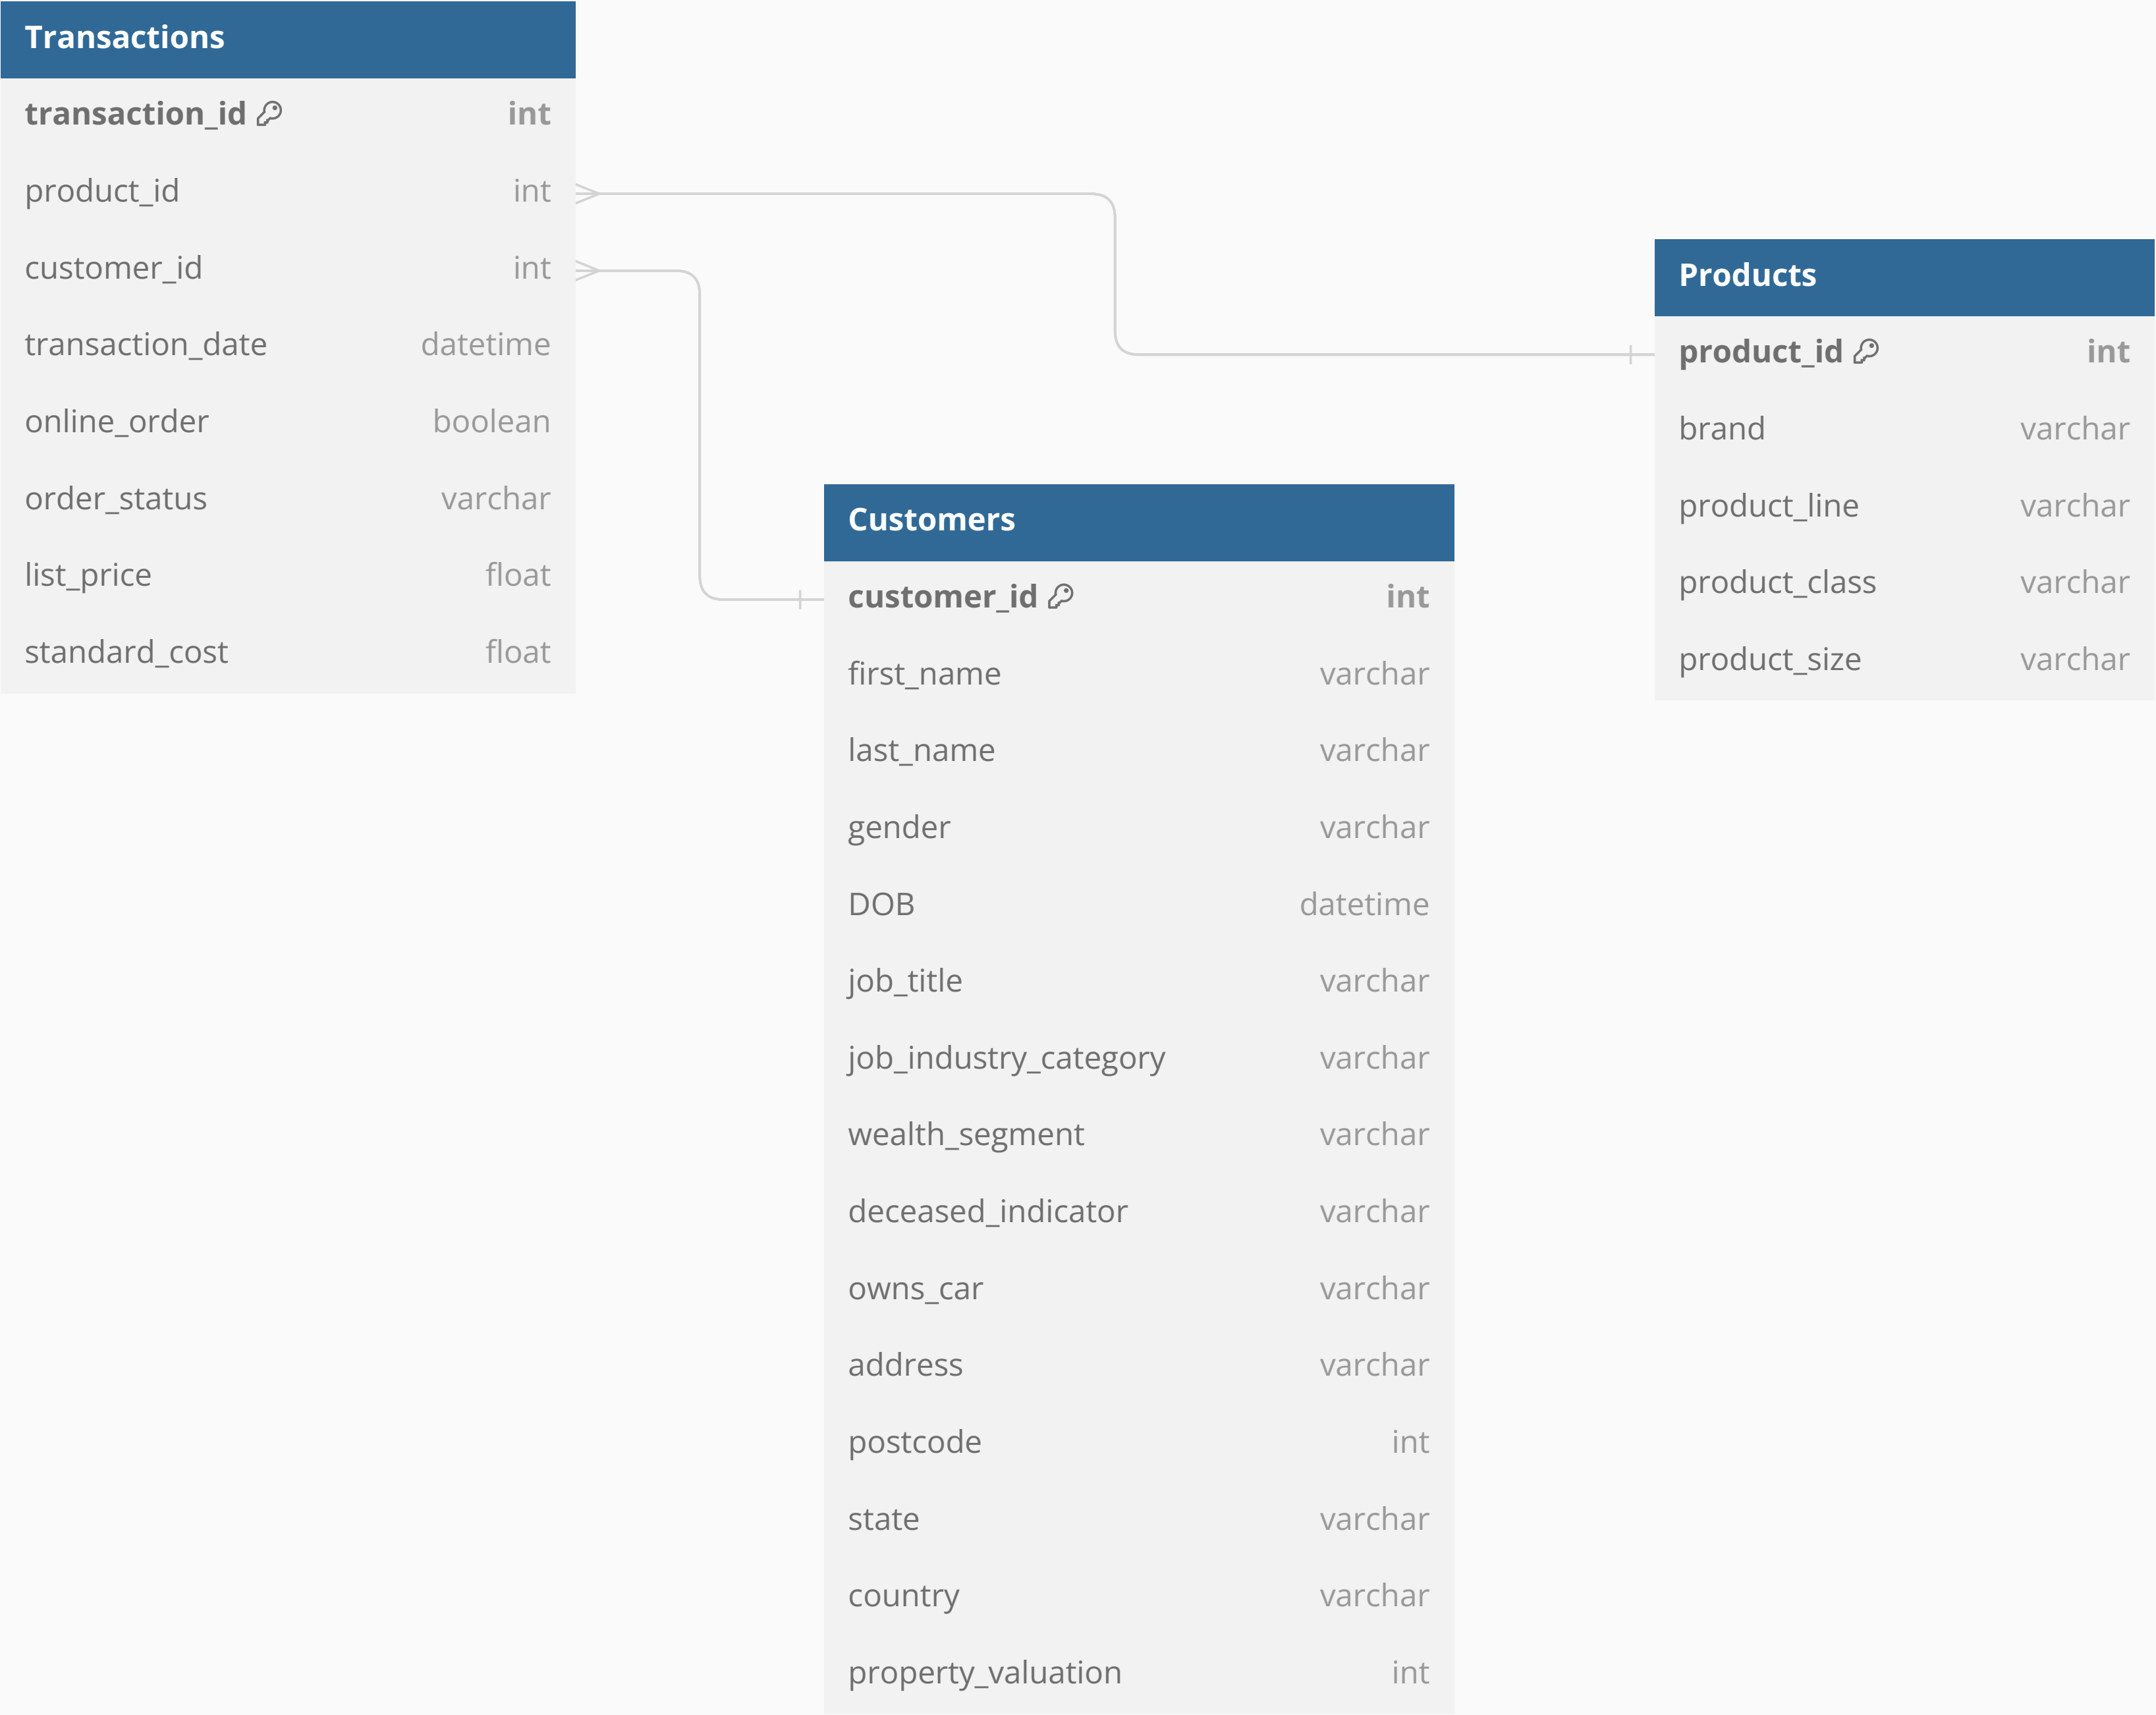 Transactions
transaction_id int
product_id int
customer_id int
transaction_date datetime
online_order boolean
order_status varchar
list_price float
standard_cost float
Customers
customer_id int
first_name varchar
last_name varchar
gender varchar
DOB datetime
job_title varchar
job_industry_category varchar
wealth_segment varchar
deceased_indicator varchar
owns_car varchar
address varchar
postcode int
state varchar
country varchar
property_valuation int
Products
product_id int
brand varchar
product_line varchar
product_class varchar
product_size varchar